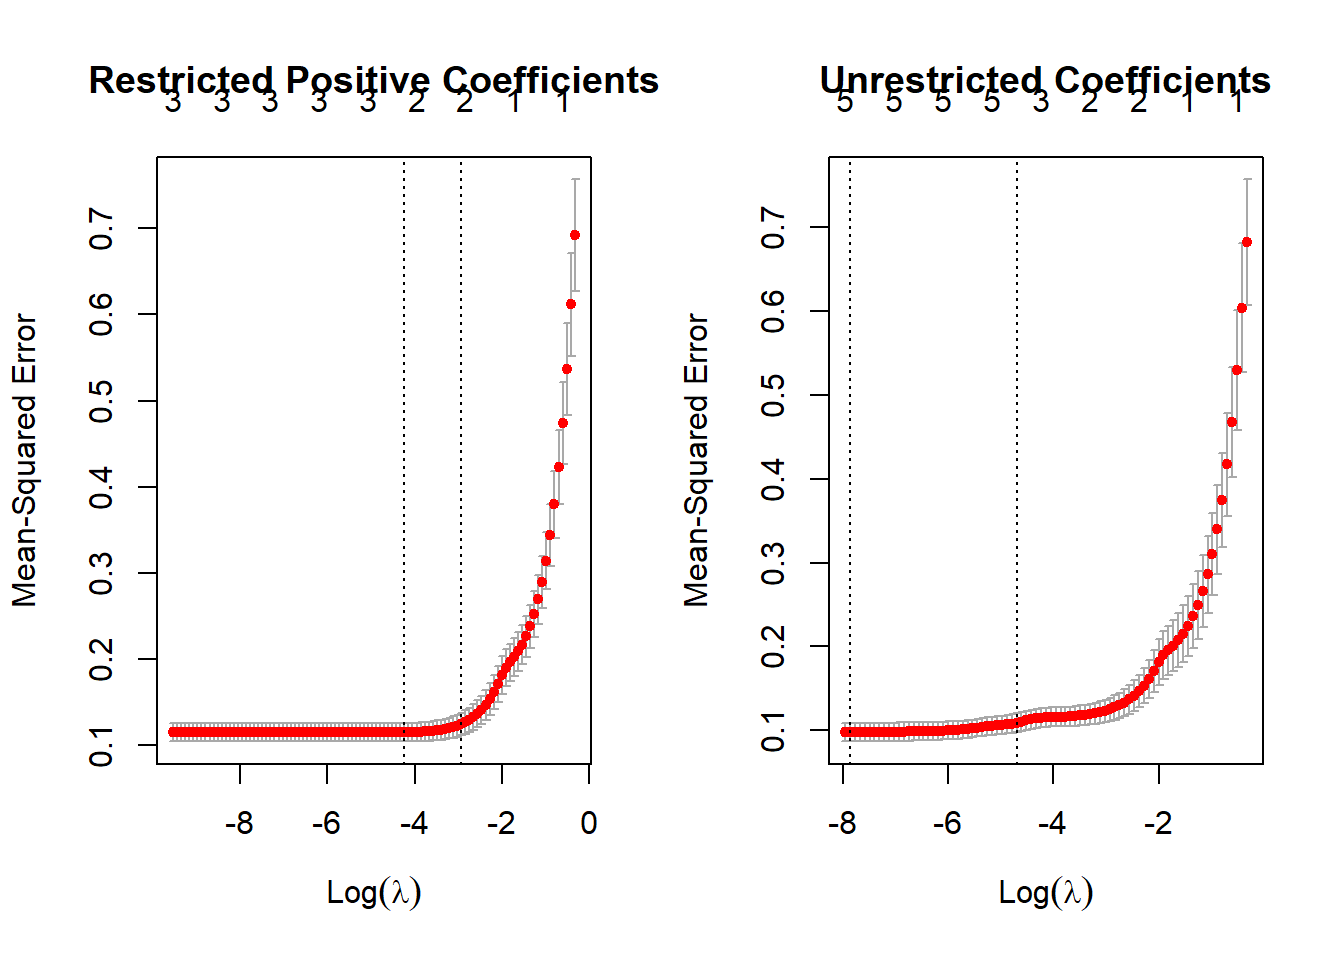 Restricted Positive Coefficients
3 3 3 3 3 2 2 1 1
Mean-Squared Error
0.7
0.6
0.5
0.4
0.3
0.2
0.1
-8 -6 -4 -2 0
Log(λ)
Unrestricted Coefficients
5 5 5 5 3 2 2 1 1
Mean-Squared Error
0.7
0.6
0.5
0.4
0.3
0.2
0.1
-8 -6 -4 -2
Log(λ)